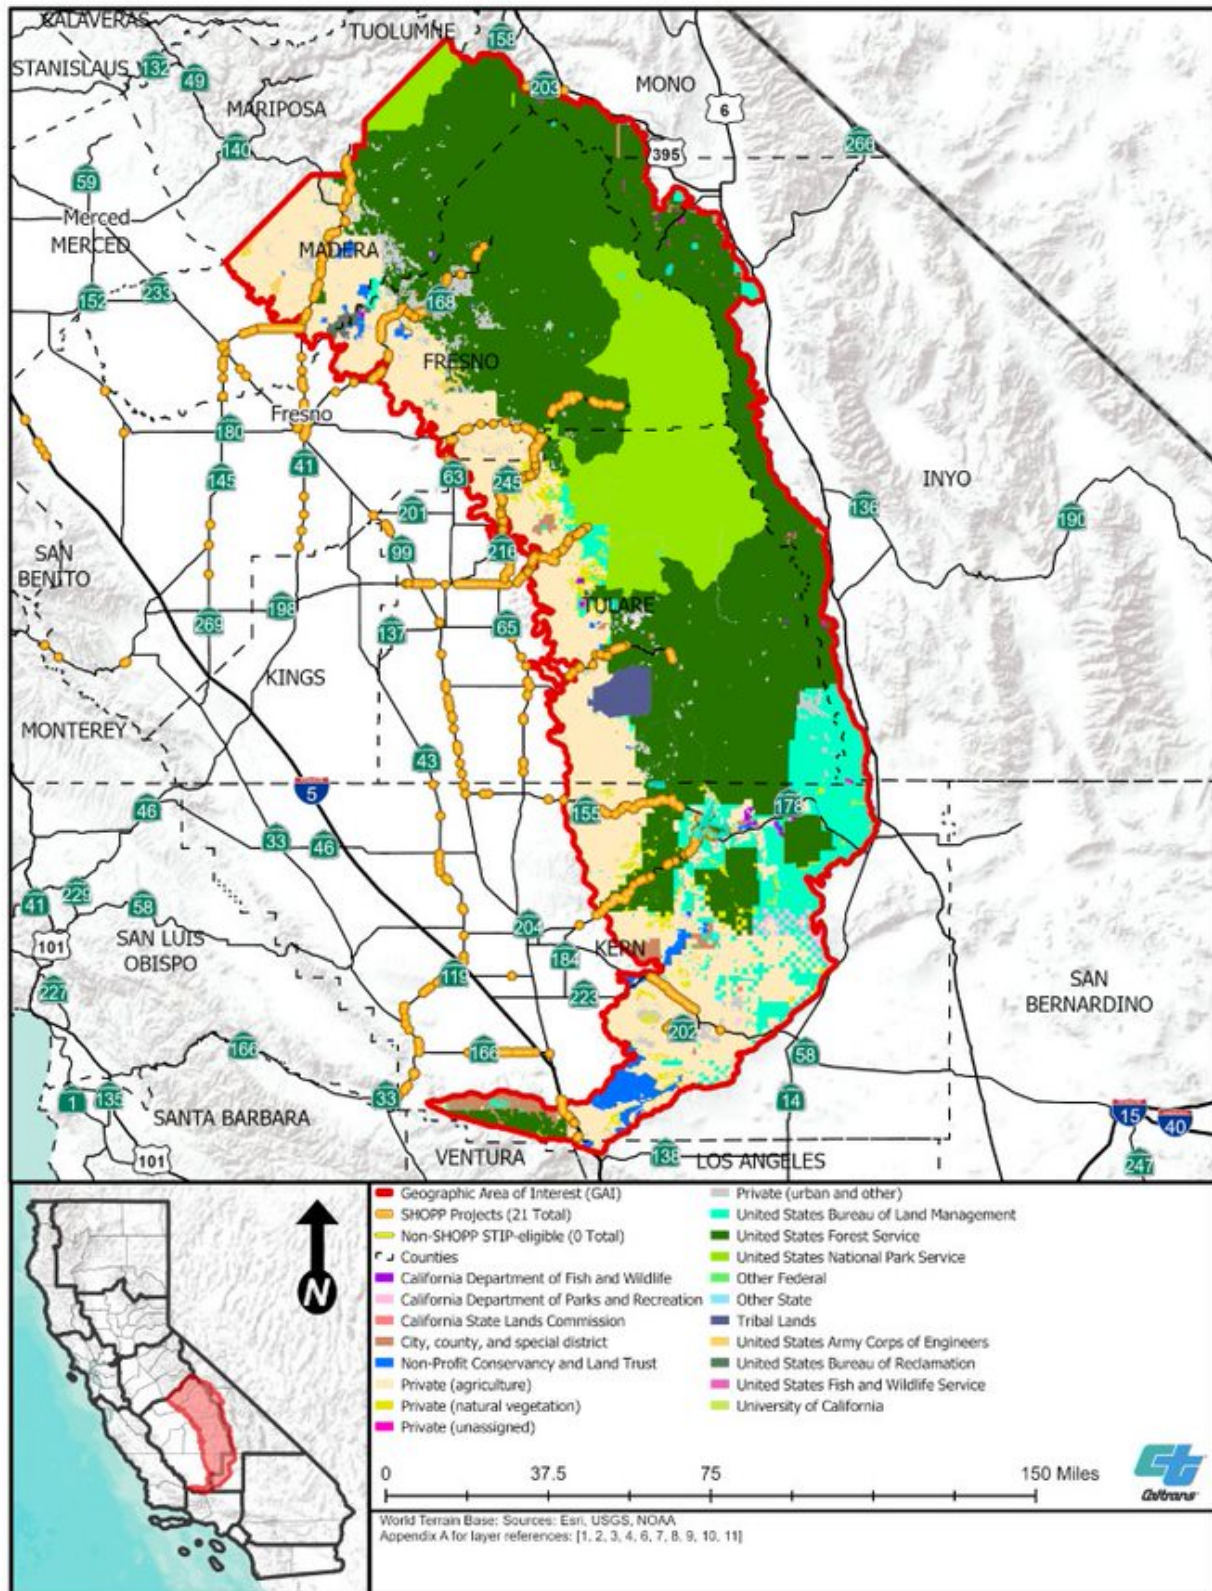 CALAVERAS
TUOLUMNE
158
STANISLAUS
132
49
203
MONO
6
MARIPOSA
140
395
266
59
Merced
MERCED
MADERA
152
233
168
FRESNO
Fresno
180
41
63
145
245
INYO
136
190
201
SAN
BENITO
99
216
198
TULARE
269
137
65
KINGS
MONTEREY
43
5
46
155
178
33
46
41
229
58
204
101
SAN LUIS
OBISPO
KERN
184
119
SAN
BERNARDINO
227
223
202
166
166
58
1
135
33
14
SANTA BARBARA
15
40
101
VENTURA
138
LOS ANGELES
247
N
Geographic Area of Interest (GAI)
SHOPP Projects (21 Total)
Non-SHOPP STIP-eligible (0 Total)
Counties
California Department of Fish and Wildlife
California Department of Parks and Recreation
California State Lands Commission
City, county, and special district
Non-Profit Conservancy and Land Trust
Private (agriculture)
Private (natural vegetation)
Private (unassigned)
Private (urban and other)
United States Bureau of Land Management
United States Forest Service
United States National Park Service
Other Federal
Other State
Tribal Lands
United States Army Corps of Engineers
United States Bureau of Reclamation
United States Fish and Wildlife Service
University of California
0 37.5 75 150 Miles
Caltrans
World Terrain Base: Sources: Esri, USGS, NOAA
Appendix A for layer references: [1, 2, 3, 4, 6, 7, 8, 9, 10, 11]